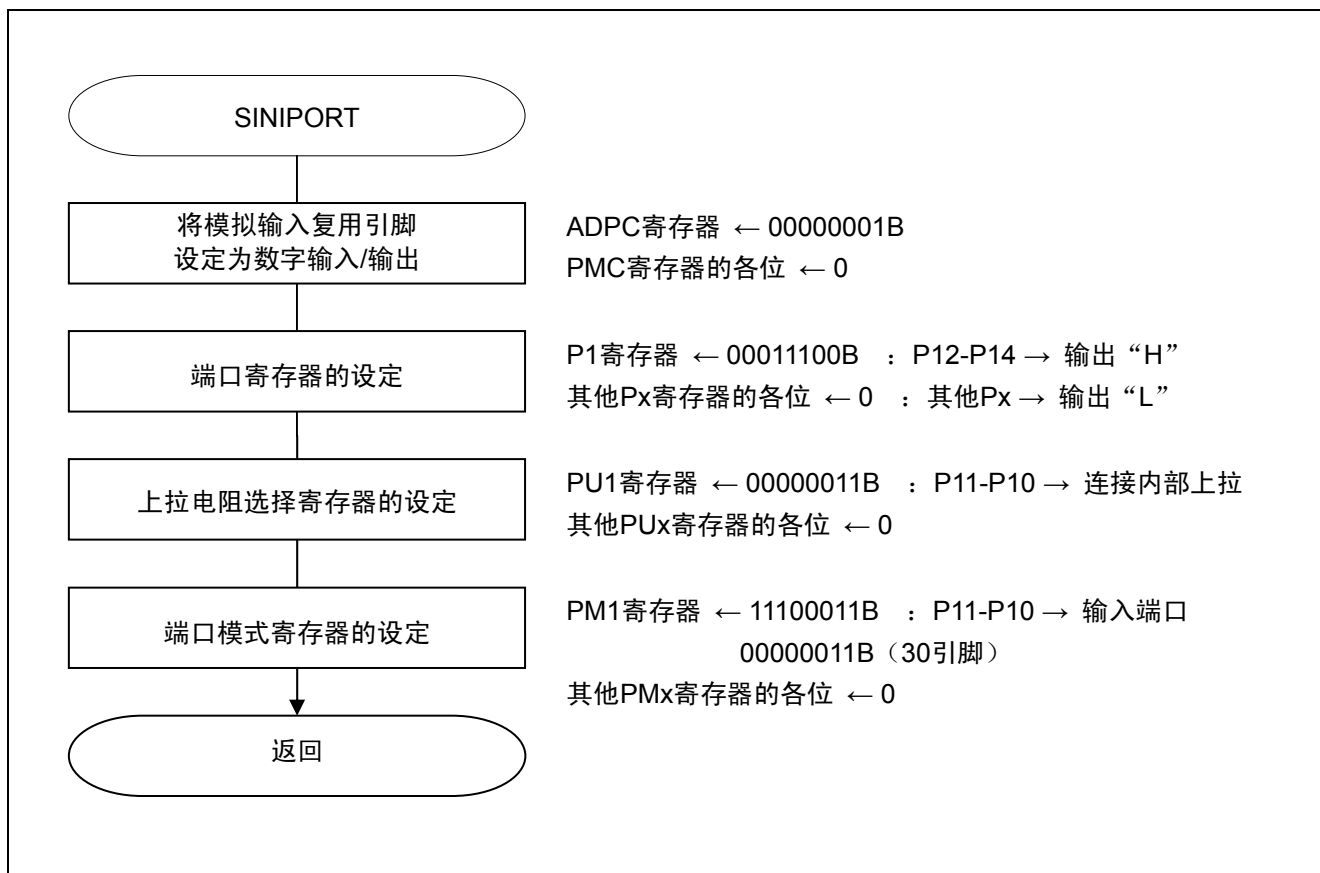 SINIPORT
将模拟输入复用引脚
设定为数字输入/输出
ADPC寄存器 ← 00000001B
PMC寄存器的各位 ← 0
端口寄存器的设定
P1寄存器 ← 00011100B ：P12-P14 → 输出“H”
其他Px寄存器的各位 ← 0 ：其他Px → 输出“L”
上拉电阻选择寄存器的设定
PU1寄存器 ← 00000011B ：P11-P10 → 连接内部上拉
其他PUx寄存器的各位 ← 0
端口模式寄存器的设定
PM1寄存器 ← 11100011B ：P11-P10 → 输入端口
00000011B（30引脚）
其他PMx寄存器的各位 ← 0
返回